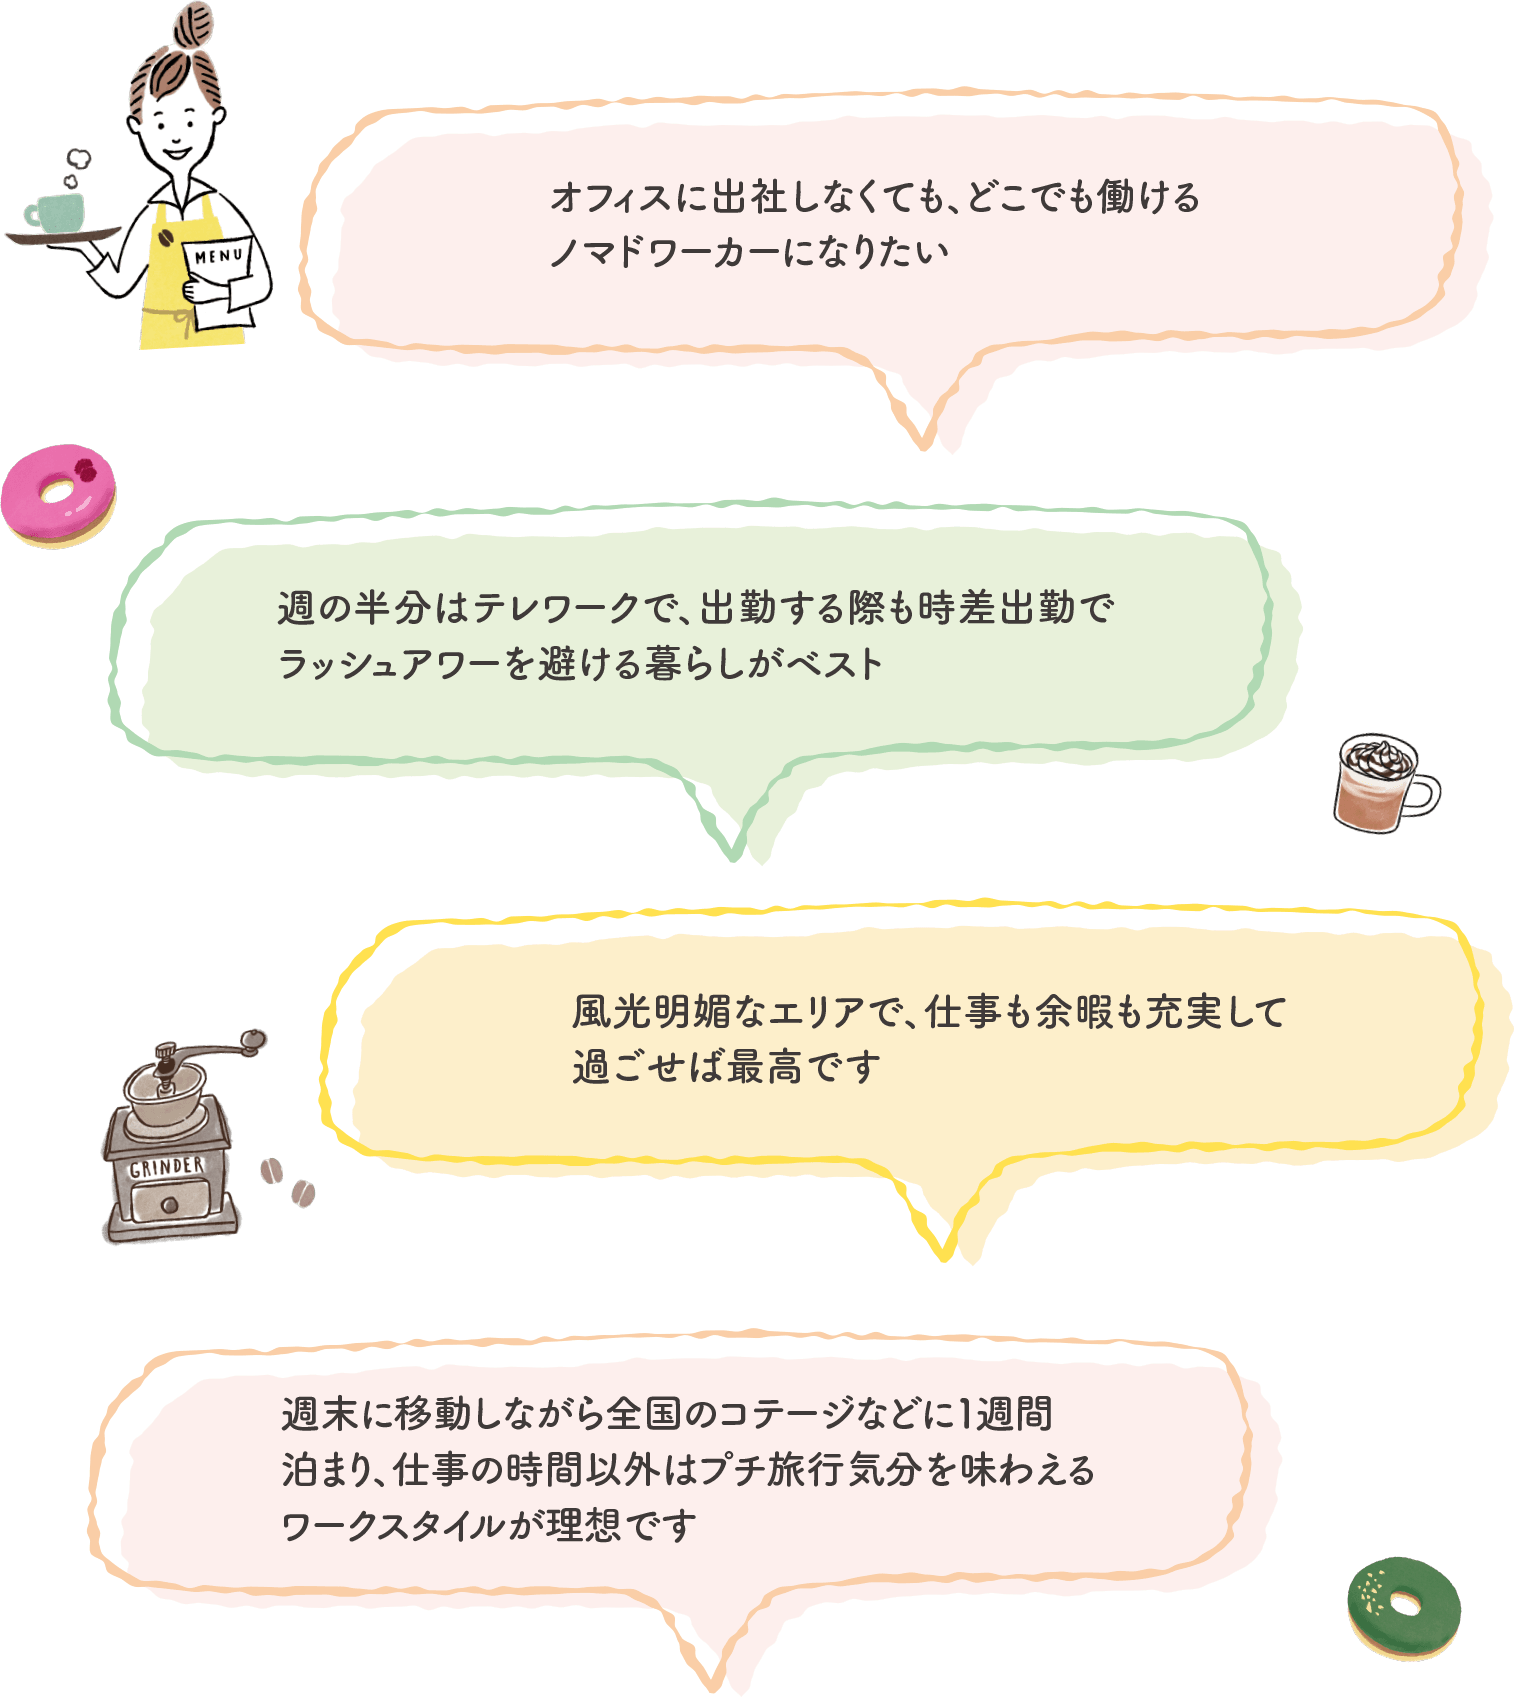 MENU
オフィスに出社しなくても、どこでも働ける
ノマドワーカーになりたい
週の半分はテレワークで、出勤する際も時差出勤で
ラッシュアワーを避ける暮らしがベスト
風光明媚なエリアで、仕事も余暇も充実して
過ごせば最高です
GRINDER
週末に移動しながら全国のコテージなどに1週間
泊まり、仕事の時間以外はプチ旅行気分を味わえる
ワークスタイルが理想です